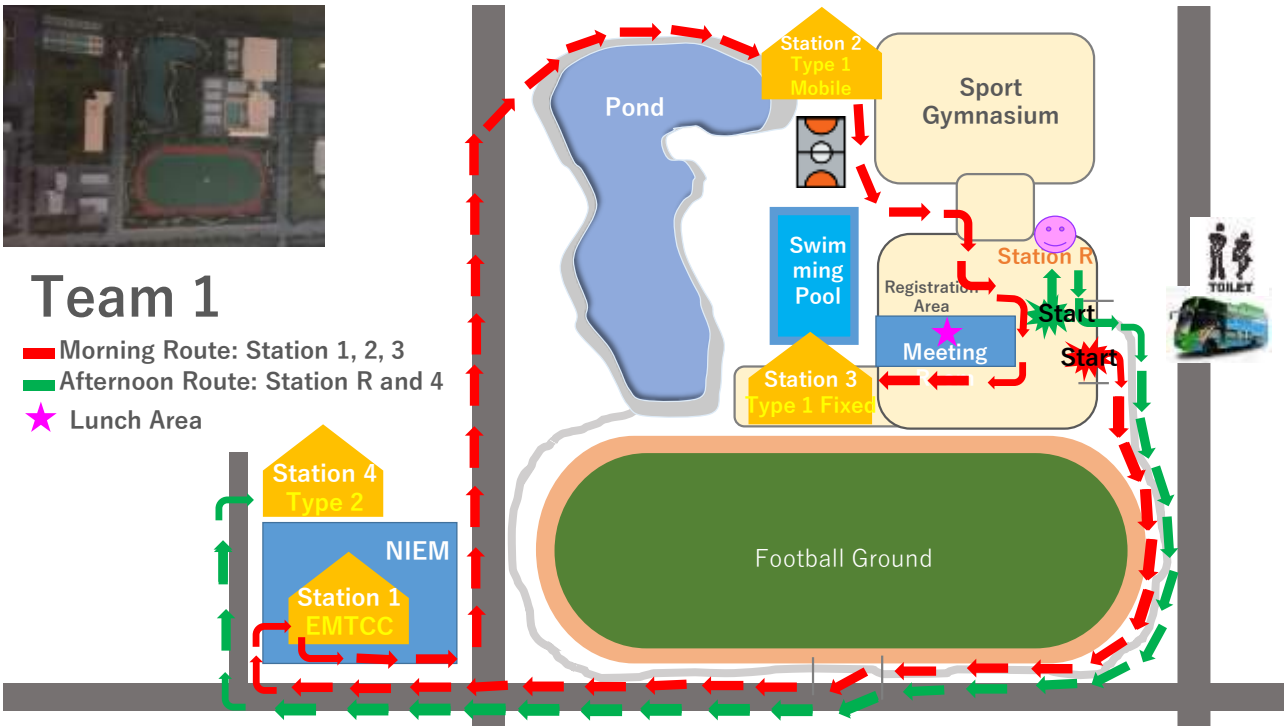 Station 2
Type 1
Mobile
Sport
Gymnasium
Pond
Swim
ming
Pool
Station R
TOILET
Registration
Area
Start
Meeting
Start
Team 1
Morning Route: Station 1, 2, 3
Afternoon Route: Station R and 4
Lunch Area
Station 3
Type 1 Fixed
Station 4
Type 2
NIEM
Station 1
EMTCC
Football Ground